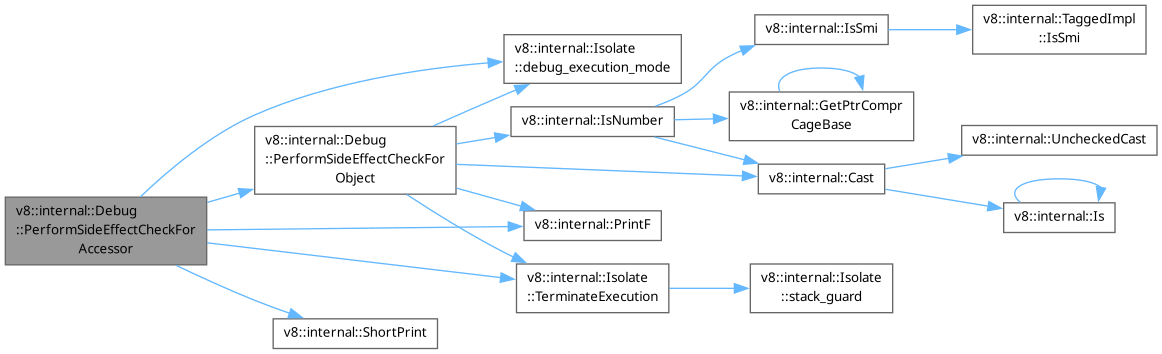 v8::internal::Debug
::PerformSideEffectCheckFor
Accessor
v8::internal::Isolate
::debug_execution_mode
v8::internal::Debug
::PerformSideEffectCheckFor
Object
v8::internal::IsNumber
v8::internal::IsSmi
v8::internal::TaggedImpl
::IsSmi
v8::internal::GetPtrCompr
CageBase
v8::internal::Cast
v8::internal::UncheckedCast
v8::internal::Is
v8::internal::PrintF
v8::internal::Isolate
::TerminateExecution
v8::internal::Isolate
::stack_guard
v8::internal::ShortPrint